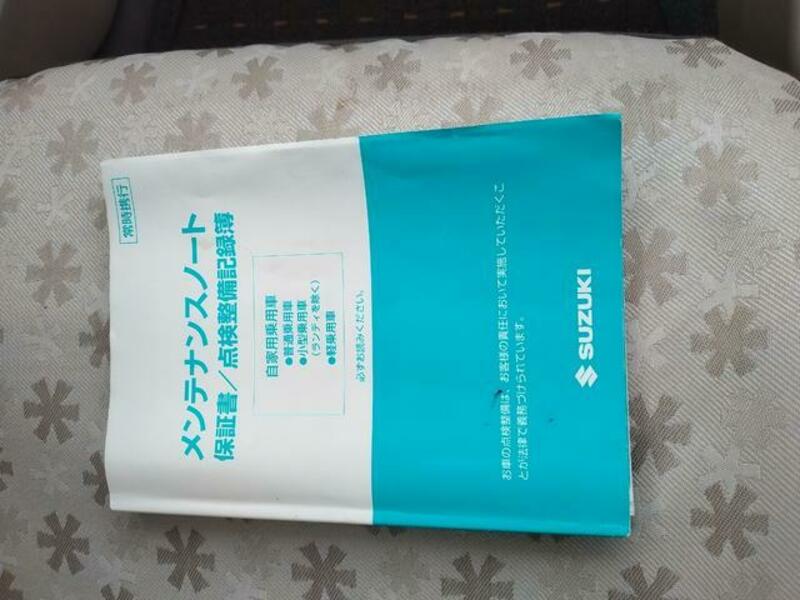 常時携行
メンテナンスノート
保証書／点検整備記録簿
自家用乗用車
●普通乗用車
●小型乗用車
（ランディを除く）
●軽乗用車
必ずお読みください。
お車の点検整備は、お客様の責任において実施していただくこ
とが法律で義務づけられています。
SUZUKI